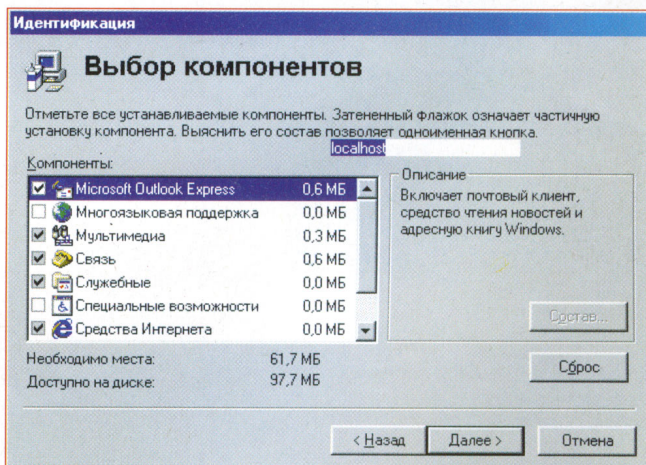 Идентификация
Выбор компонентов
Отметьте все устанавливаемые компоненты. Затененный флажок означает частичную
установку компонента. Выяснить его состав позволяет одноименная кнопка.
localhost
Компоненты:
Microsoft Outlook Express 0,6 МБ
Многоязыковая поддержка 0,0 МБ
Мультимедиа 0,3 МБ
Связь 0,6 МБ
Служебные 0,0 МБ
Специальные возможности 0,0 МБ
Средства Интернета 0,0 МБ
Описание
Включает почтовый клиент,
средство чтения новостей и
адресную книгу Windows.
Состав...
Необходимо места: 61,7 МБ
Доступно на диске: 97,7 МБ
Сброс
< Назад
Далее >
Отмена